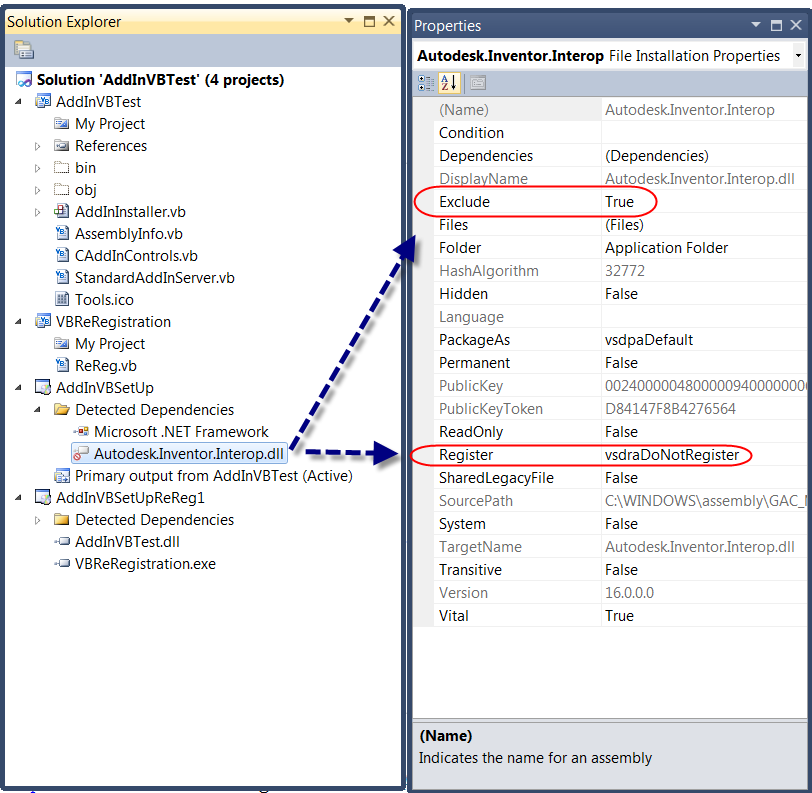 Solution Explorer
Solution 'AddInVBTest' (4 projects)
AddInVBTest
My Project
References
bin
obj
AddInInstaller.vb
AssemblyInfo.vb
CAddInControls.vb
StandardAddInServer.vb
Tools.ico
VBReRegistration
My Project
ReReg.vb
AddInVBSetUp
Detected Dependencies
Microsoft .NET Framework
Autodesk.Inventor.Interop.dll
Primary output from AddInVBTest (Active)
AddInVBSetUpReReg1
Detected Dependencies
AddInVBTest.dll
VBReRegistration.exe
Properties
Autodesk.Inventor.Interop File Installation Properties
(Name) Autodesk.Inventor.Interop
Condition
Dependencies (Dependencies)
DisplayName Autodesk.Inventor.Interop.dll
Exclude True
Files (Files)
Folder Application Folder
HashAlgorithm 32772
Hidden False
Language
PackageAs vsdpaDefault
Permanent False
PublicKey 002400000480000094000000
PublicKeyToken D84147F8B4276564
ReadOnly False
Register vsdraDoNotRegister
SharedLegacyFile False
SourcePath C:\WINDOWS\assembly\GAC_
System False
TargetName Autodesk.Inventor.Interop.dll
Transitive False
Version 16.0.0.0
Vital True
(Name)
Indicates the name for an assembly